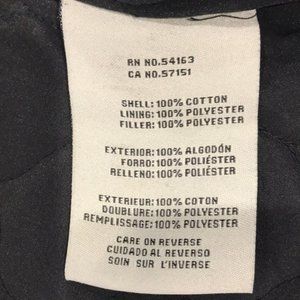 RN NO.54163
CA NO.57151
SHELL: 100% COTTON
LINING: 100% POLYESTER
FILLER: 100% POLYESTER
EXTERIOR: 100% ALGODÓN
FORRO: 100% POLIÉSTER
RELLENO: 100% POLIÉSTER
EXTERIEUR: 100% COTON
DOUBLURE: 100% POLYESTER
REMPLISSAGE: 100% POLYESTER
CARE ON REVERSE
CUIDADO AL REVERSO
SOIN SUR L'INVERSE